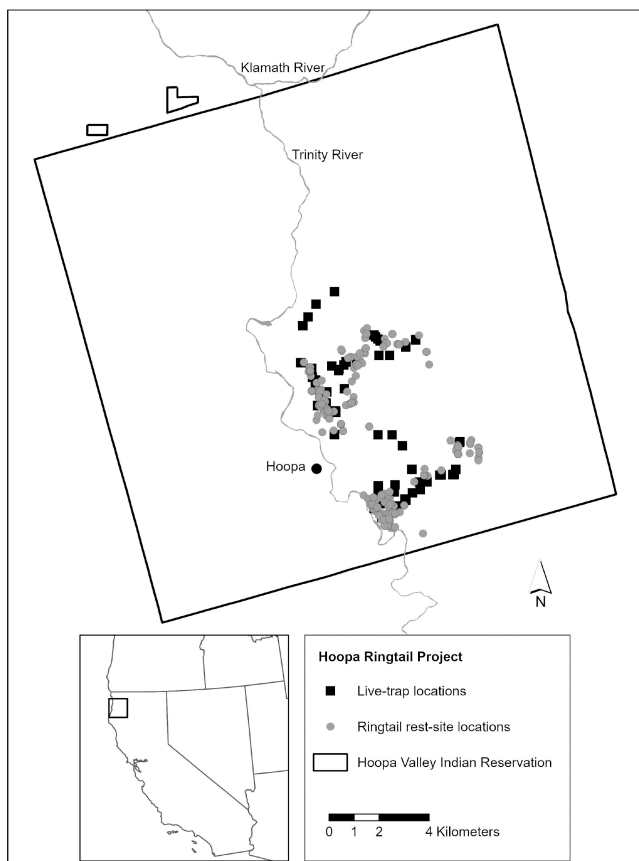 Klamath River
Trinity River
Hoopa
N
Hoopa Ringtail Project
Live-trap locations
Ringtail rest-site locations
Hoopa Valley Indian Reservation
0 1 2 4 Kilometers